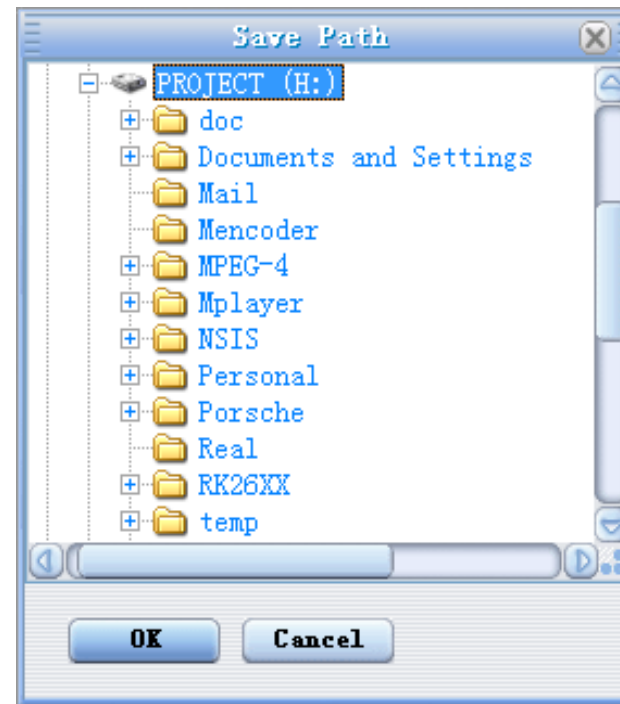 Save Path
PROJECT (H:)
doc
Documents and Settings
Mail
Mencoder
MPEG-4
Mplayer
NSIS
Personal
Porsche
Real
RK26XX
temp
OK Cancel